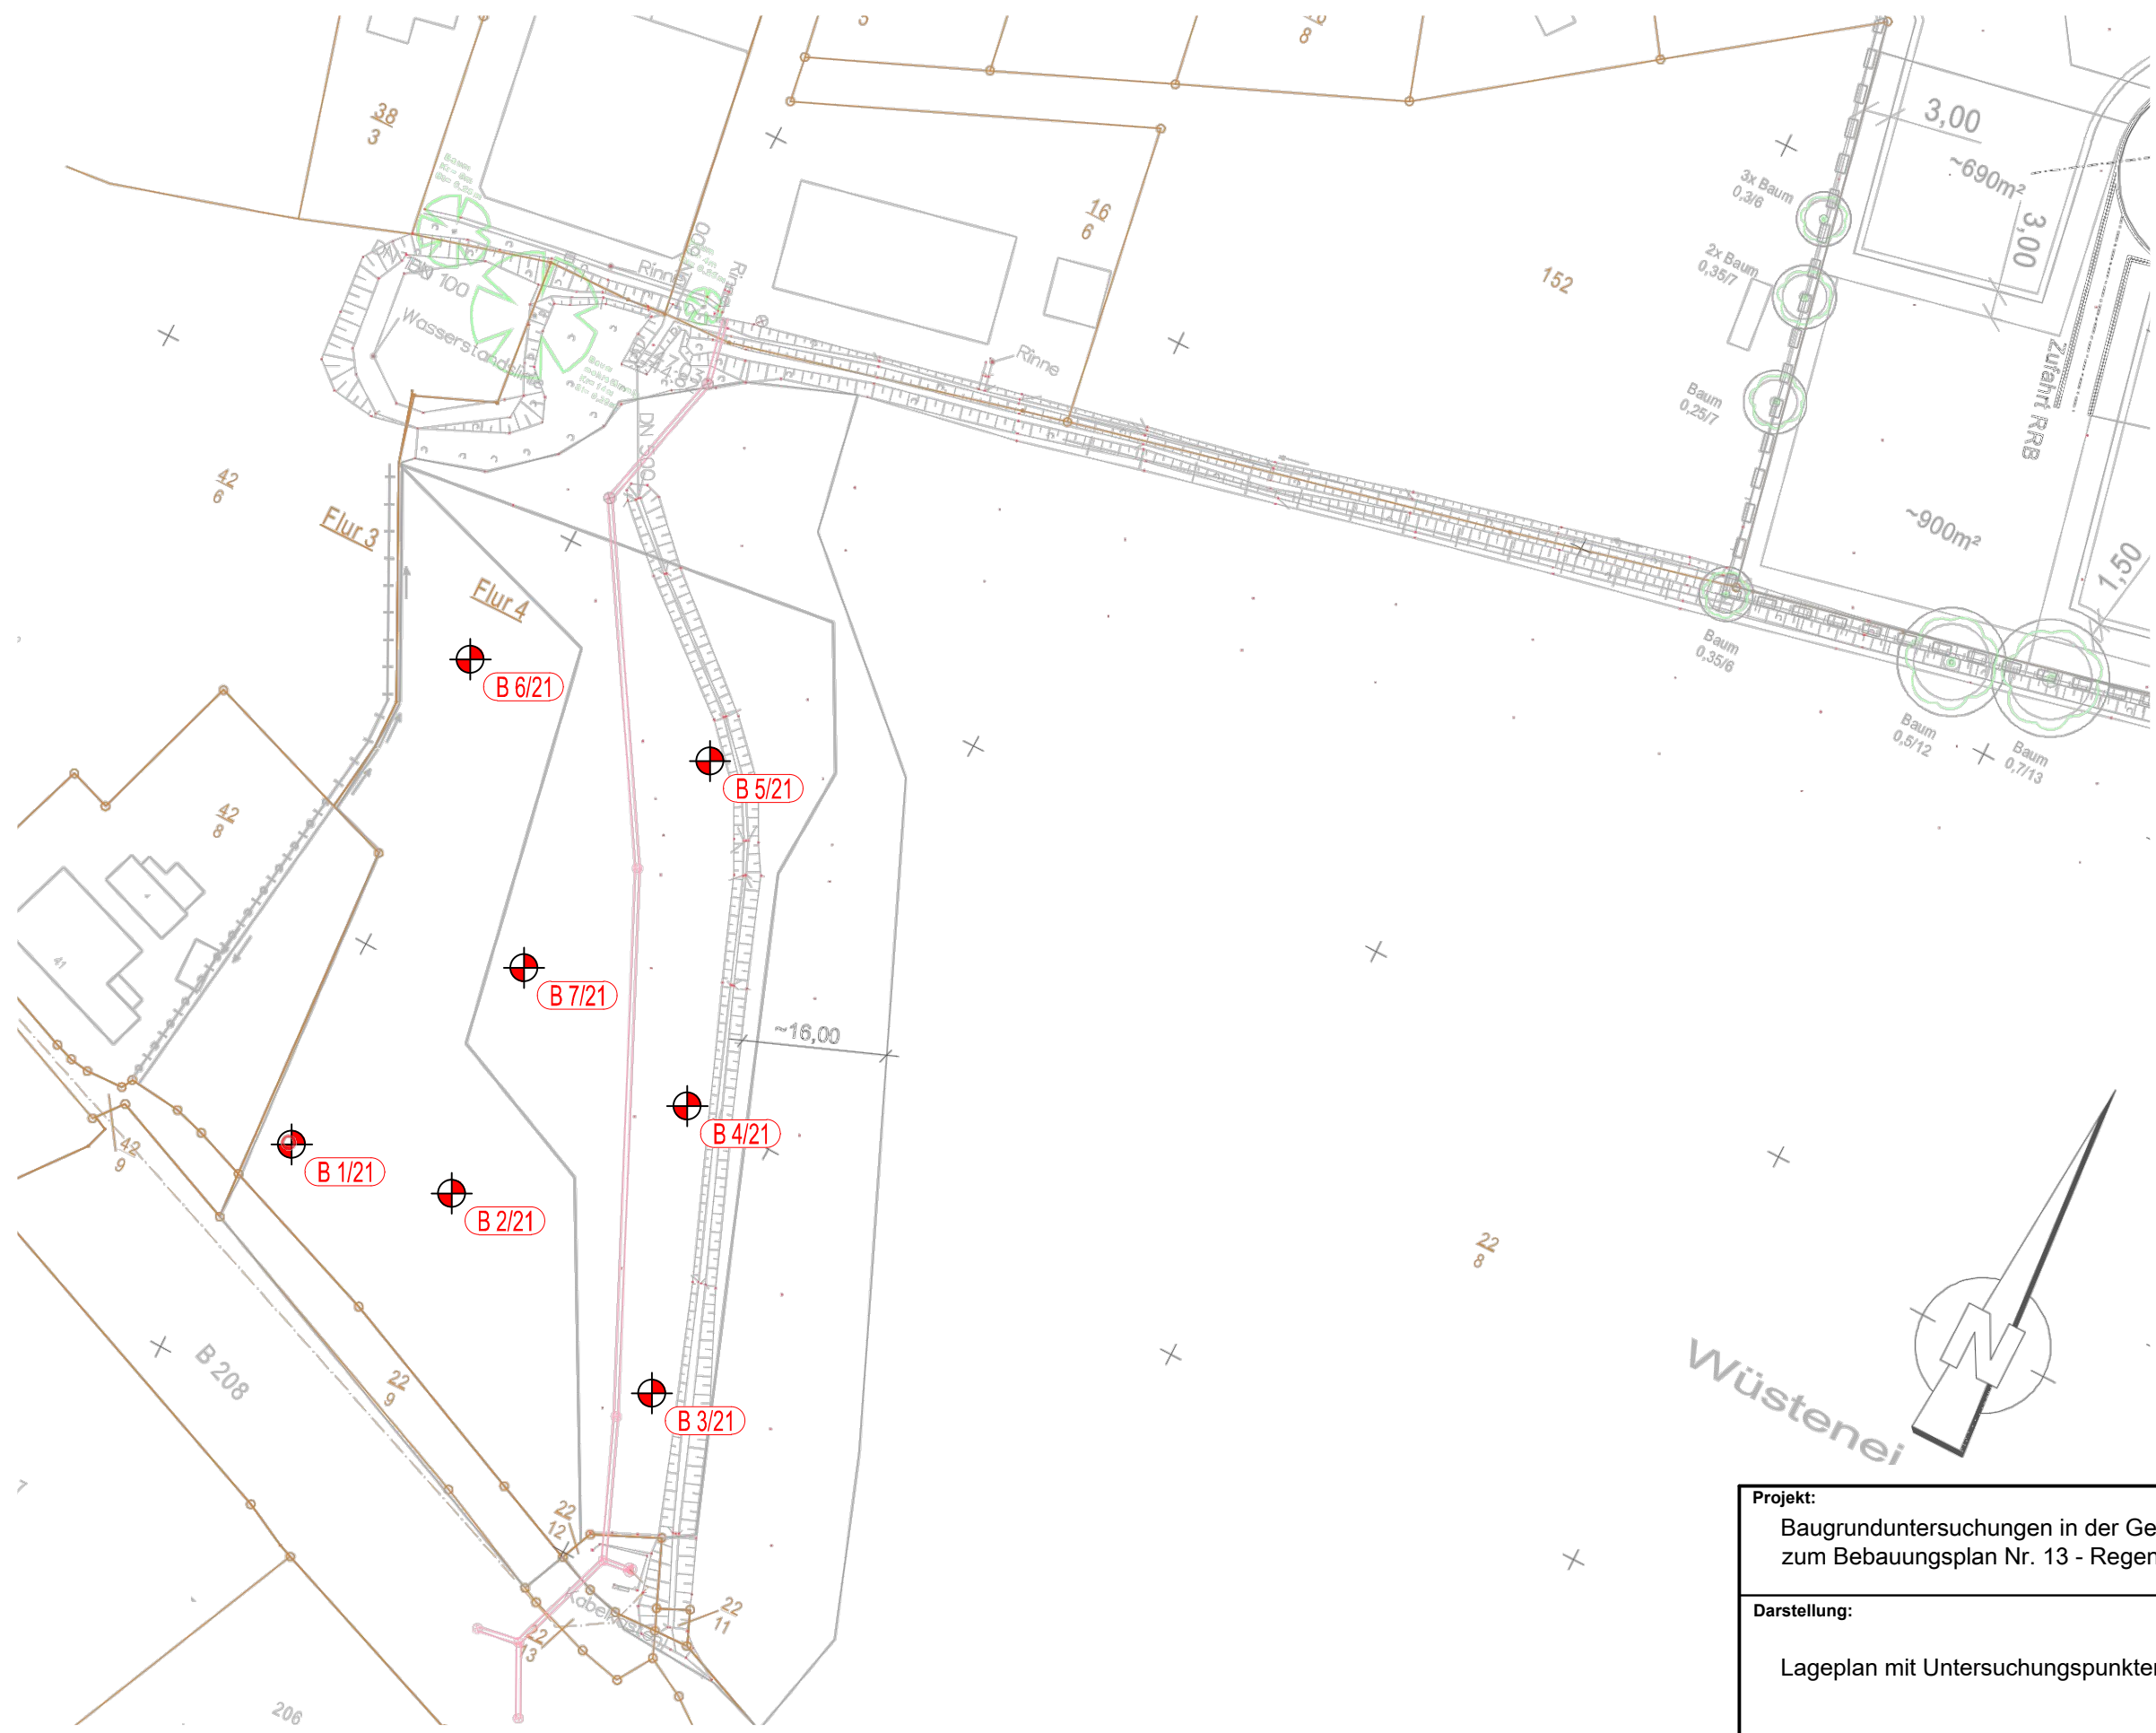 38
3
16
6
152
3,00
~690m²
3,00
3x Baum
0,3/6
2x Baum
0,35/7
Baum
0,25/7
Zufahrt RRB
~900m²
1,50
Baum
0,35/6
Baum
0,5/12
Baum
0,7/13
Rinne
Rinne
Rinne
Wasserstandslinie
DN 500
42
6
Flur 3
Flur 4
B 6/21
B 5/21
42
8
41
B 7/21
~16,00
B 4/21
42
9
B 1/21
B 2/21
22
8
B 208
22
9
B 3/21
Wüstenei
N
22
12
22
11
22
13
206
Projekt:
Baugrunduntersuchungen in der Ge
zum Bebauungsplan Nr. 13 - Regen
Darstellung:
Lageplan mit Untersuchungspunkte